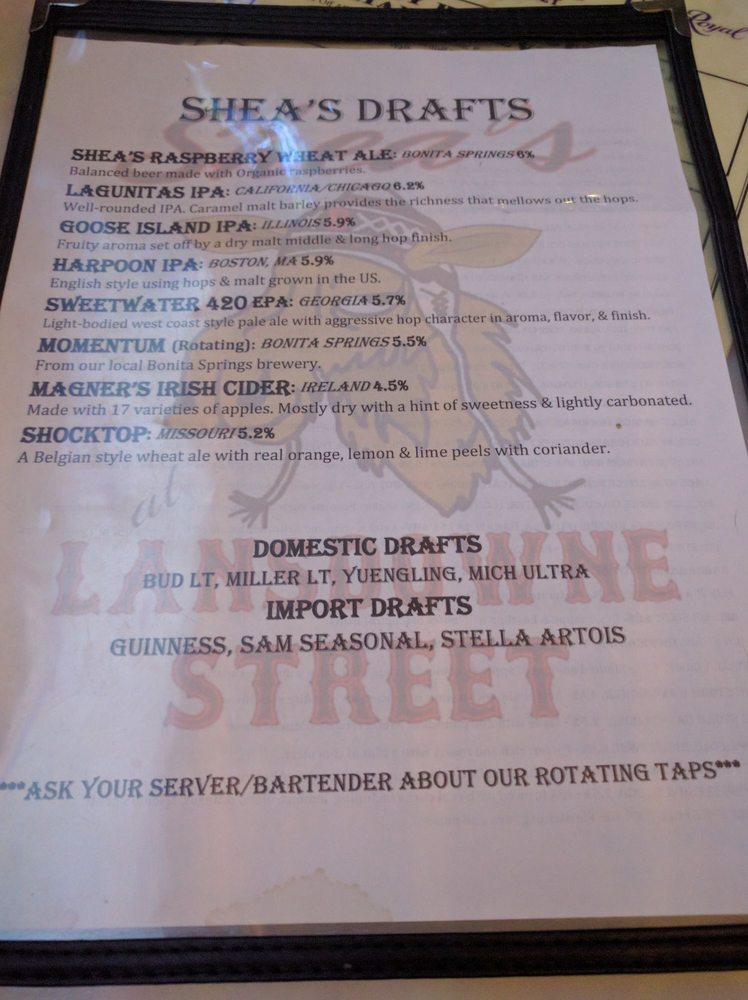 Royal
SHEA'S DRAFTS
SHEA'S RASPBERRY WHEAT ALE: BONITA SPRINGS 6%
Balanced beer made with Organic raspberries.
LAGUNITAS IPA: CALIFORNIA/CHICAGO 6.2%
Well-rounded IPA. Caramel malt barley provides the richness that mellows out the hops.
GOOSE ISLAND IPA: ILLINOIS 5.9%
Fruity aroma set off by a dry malt middle & long hop finish.
HARPOON IPA: BOSTON, MA 5.9%
English style using hops & malt grown in the US.
SWEETWATER 420 EPA: GEORGIA 5.7%
Light-bodied west coast style pale ale with aggressive hop character in aroma, flavor, & finish.
MOMENTUM (Rotating): BONITA SPRINGS 5.5%
From our local Bonita Springs brewery.
MAGNER'S IRISH CIDER: IRELAND 4.5%
Made with 17 varieties of apples. Mostly dry with a hint of sweetness & lightly carbonated.
SHOCKTOP: MISSOURI 5.2%
A Belgian style wheat ale with real orange, lemon & lime peels with coriander.
Shea's
at
LANSDOWNE
STREET
DOMESTIC DRAFTS
BUD LT, MILLER LT, YUENGLING, MICH ULTRA
IMPORT DRAFTS
GUINNESS, SAM SEASONAL, STELLA ARTOIS
***ASK YOUR SERVER/BARTENDER ABOUT OUR ROTATING TAPS***